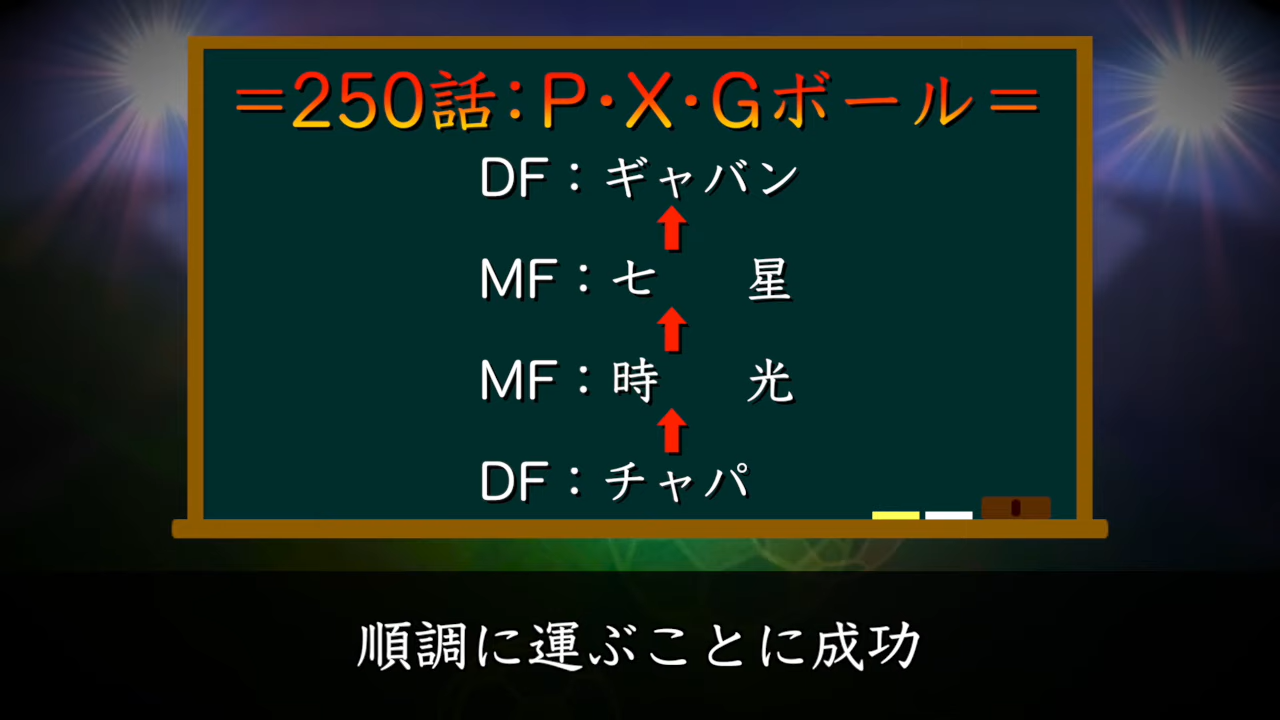 =250話:P・X・Gボール=
DF：ギャバン
MF：七　星
MF：時　光
DF：チャパ
順調に運ぶことに成功